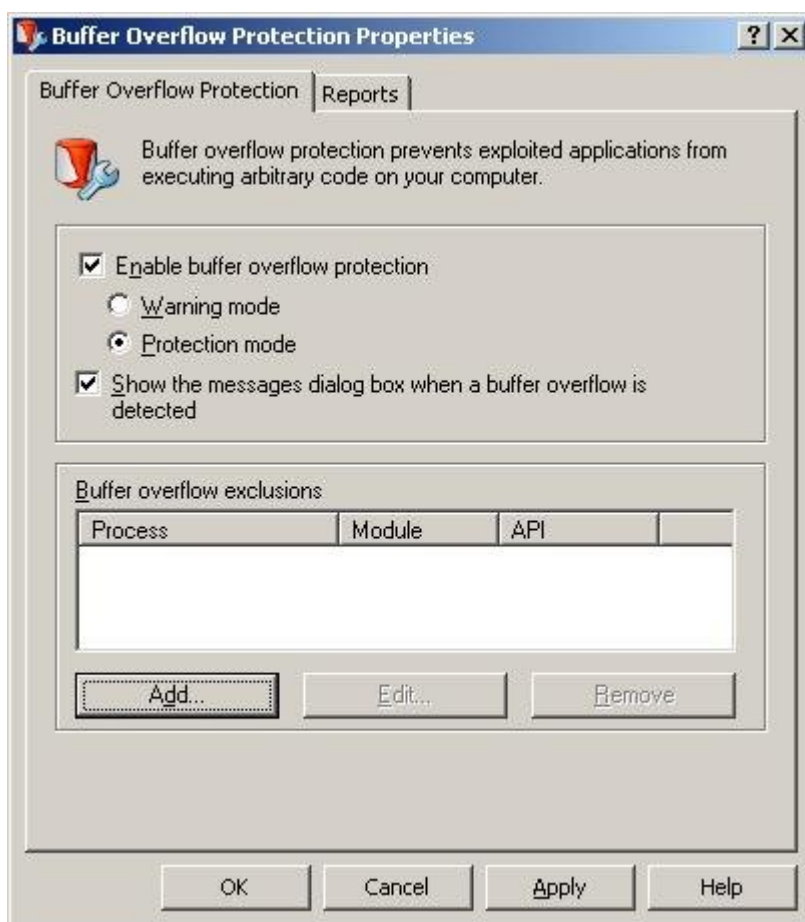 Buffer Overflow Protection Properties
Buffer Overflow Protection
Reports
Buffer overflow protection prevents exploited applications from
executing arbitrary code on your computer.
Enable buffer overflow protection
Warning mode
Protection mode
Show the messages dialog box when a buffer overflow is
detected
Buffer overflow exclusions
Process Module API
Add... Edit... Remove
OK Cancel Apply Help